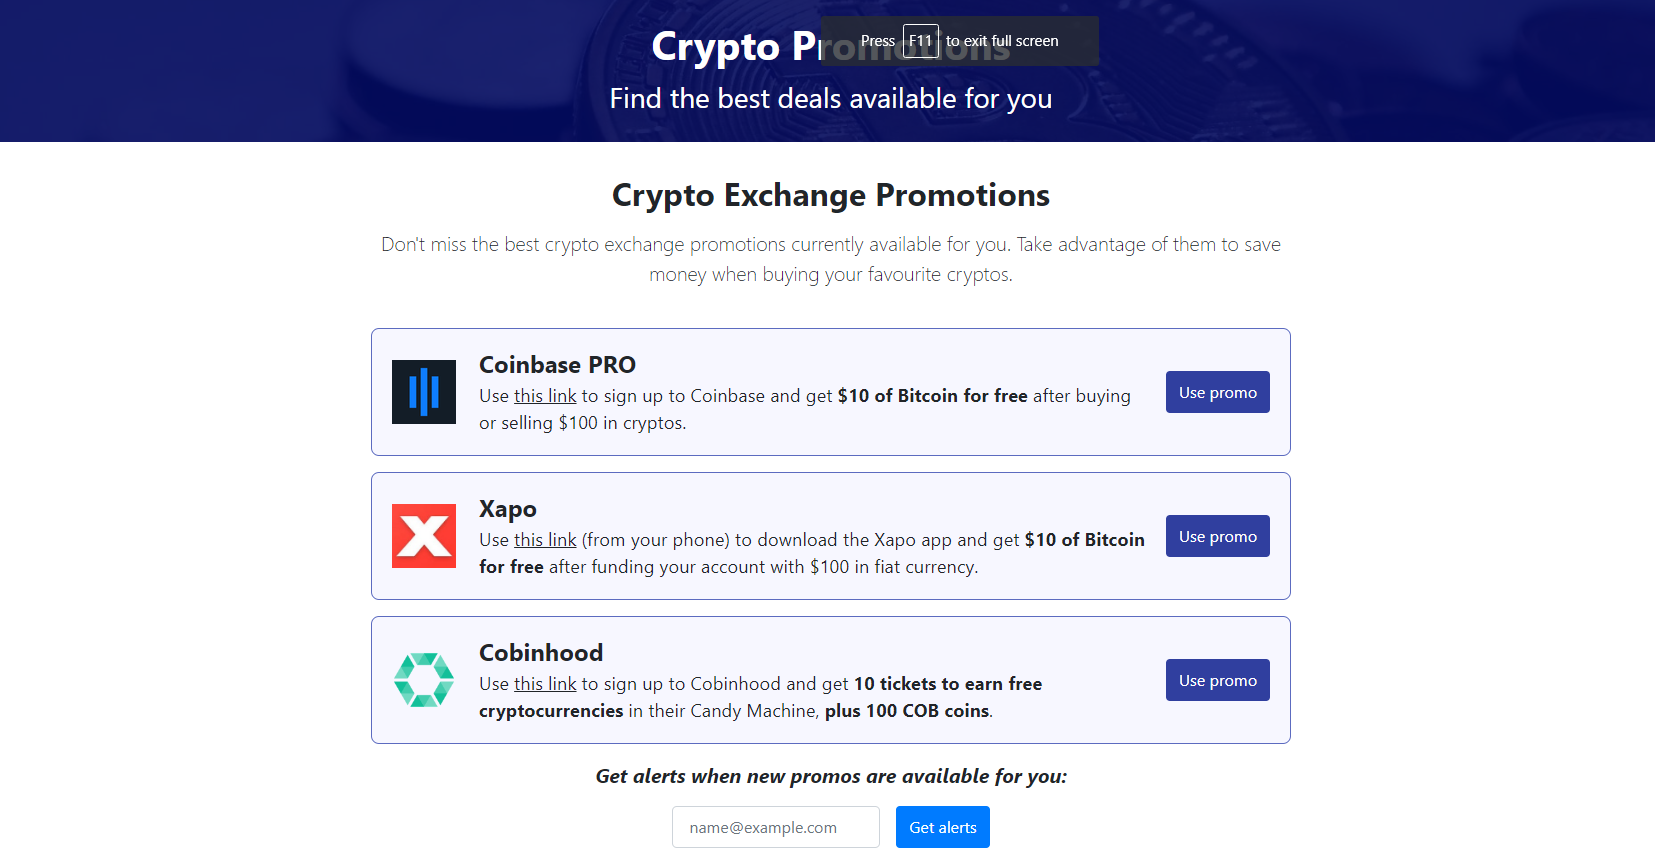 Crypto Promotions
Press F11 to exit full screen
Find the best deals available for you
Crypto Exchange Promotions
Don't miss the best crypto exchange promotions currently available for you. Take advantage of them to save
money when buying your favourite cryptos.
Coinbase PRO
Use this link to sign up to Coinbase and get $10 of Bitcoin for free after buying
or selling $100 in cryptos.
Use promo
Xapo
Use this link (from your phone) to download the Xapo app and get $10 of Bitcoin
for free after funding your account with $100 in fiat currency.
Use promo
Cobinhood
Use this link to sign up to Cobinhood and get 10 tickets to earn free
cryptocurrencies in their Candy Machine, plus 100 COB coins.
Use promo
Get alerts when new promos are available for you:
name@example.com
Get alerts